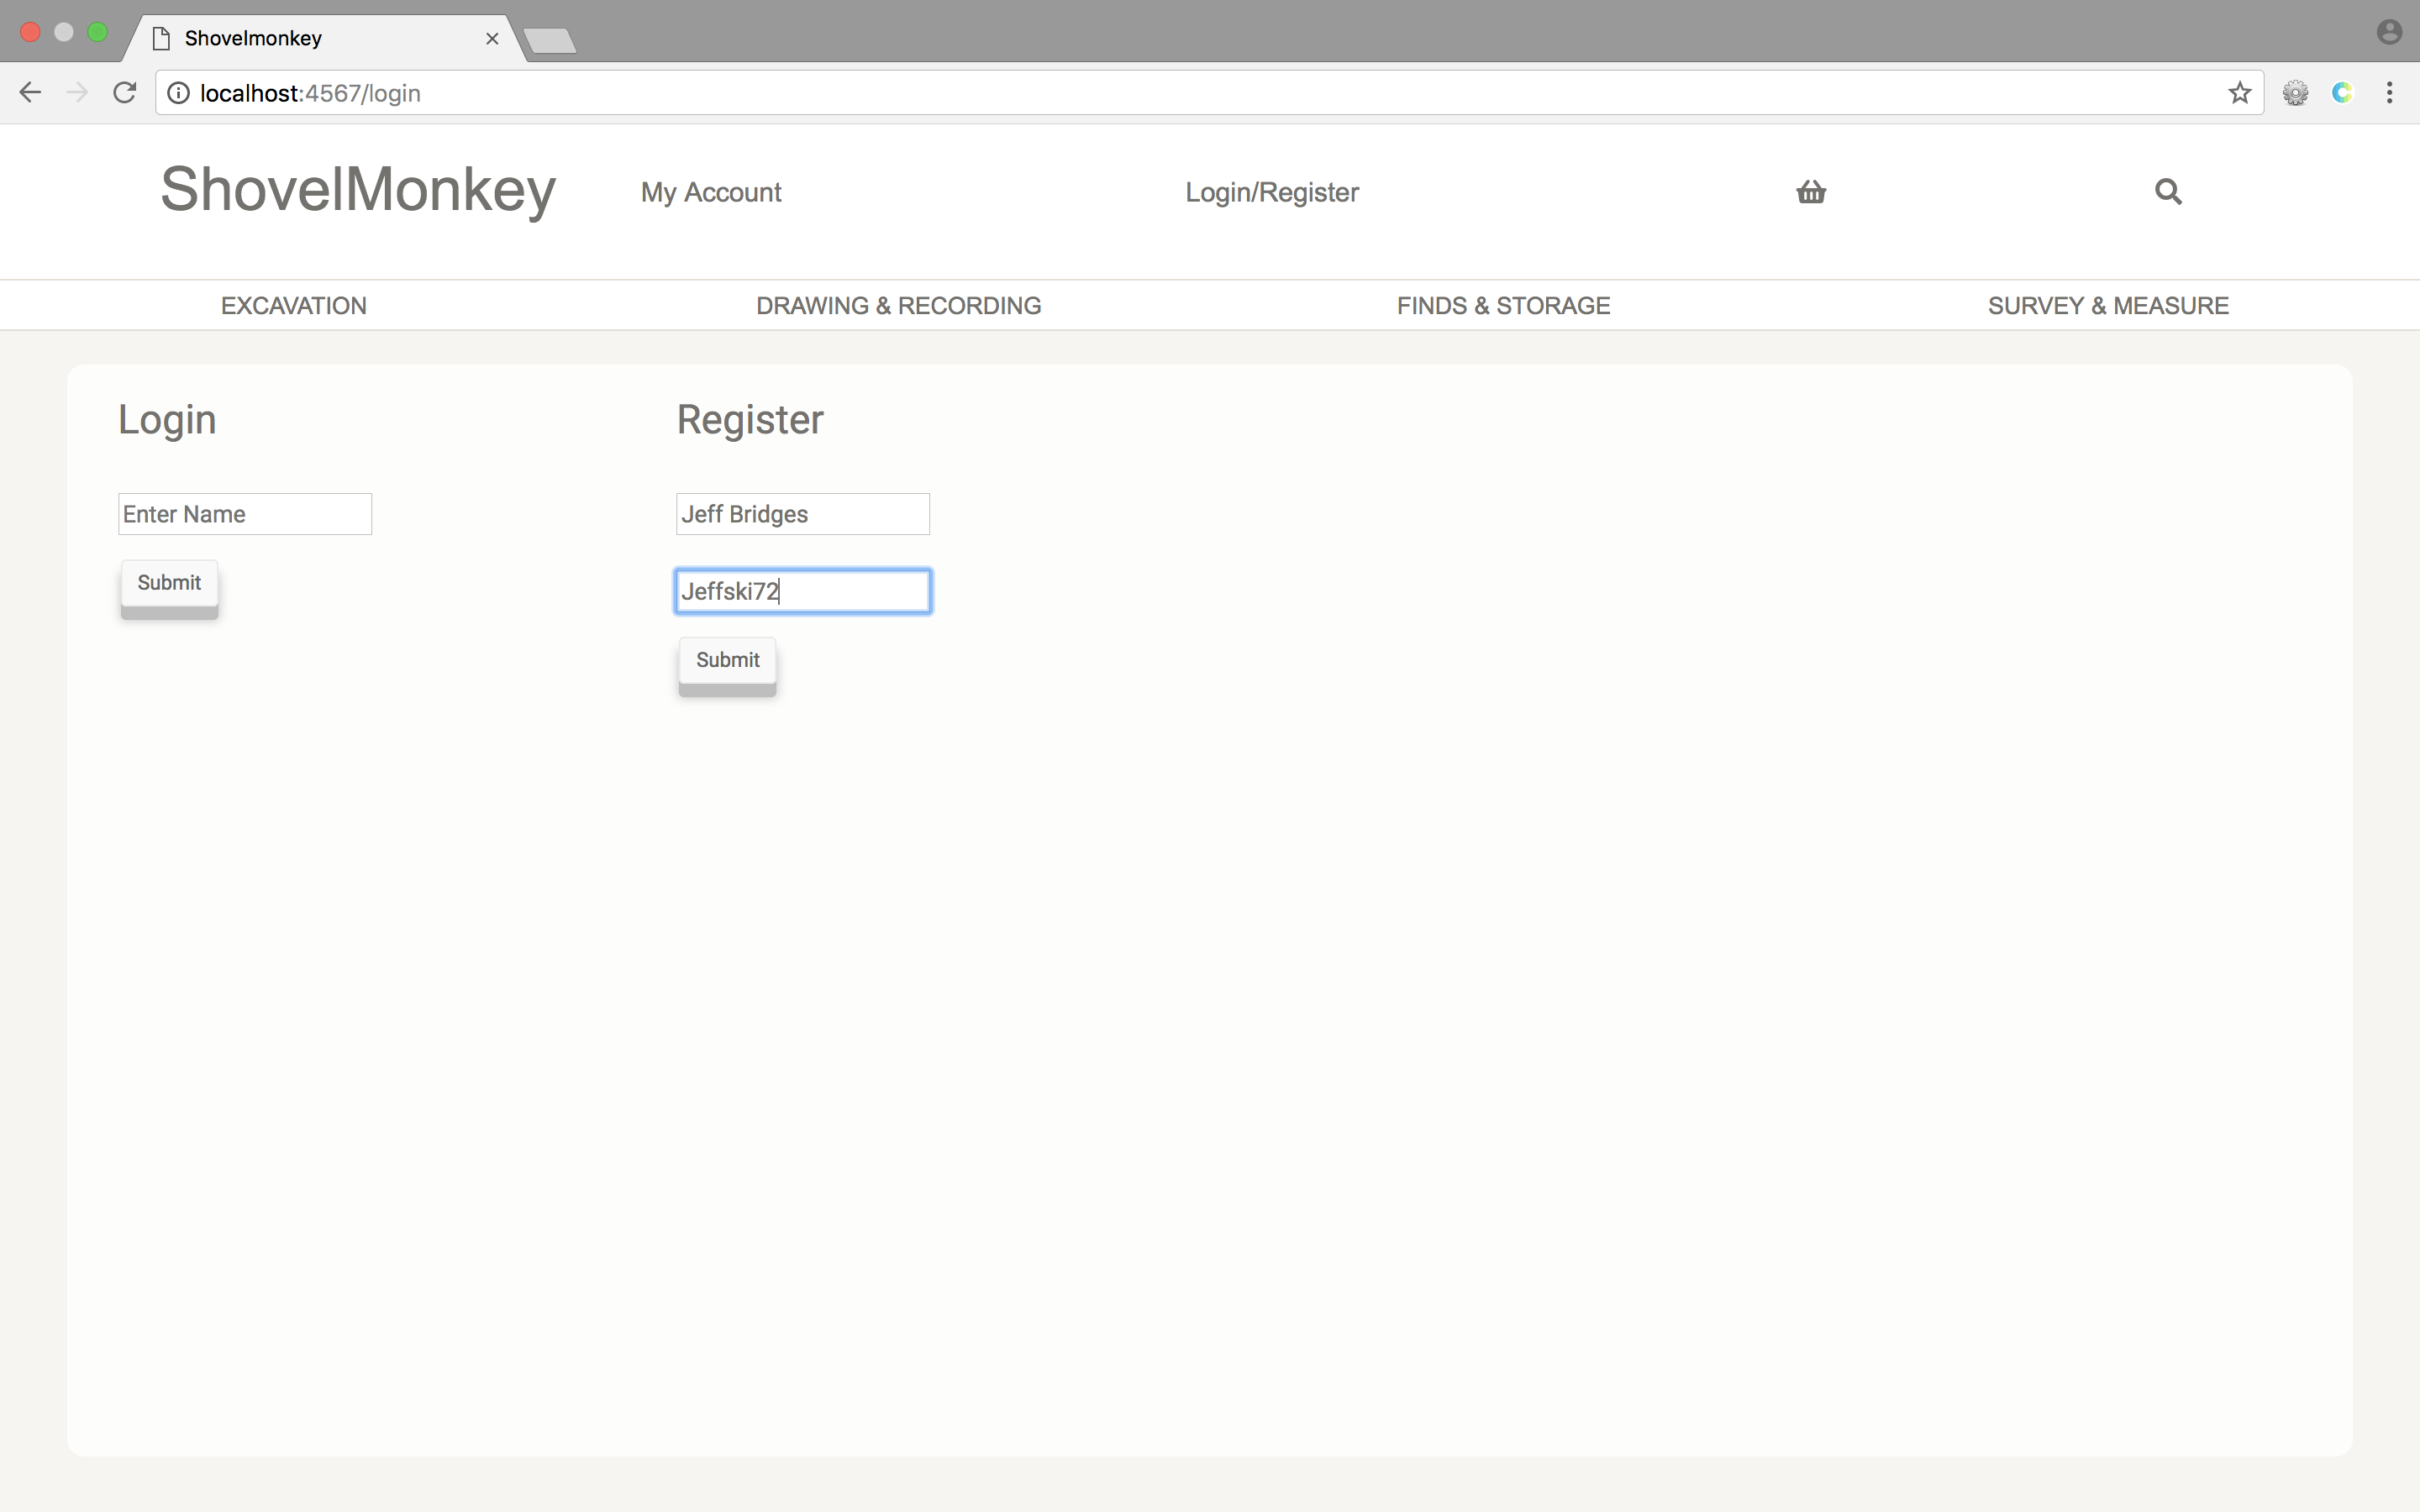 Shovelmonkey
localhost:4567/login
ShovelMonkey My Account Login/Register
EXCAVATION DRAWING & RECORDING FINDS & STORAGE SURVEY & MEASURE
Login
Enter Name
Submit
Register
Jeff Bridges
Jeffski72
Submit